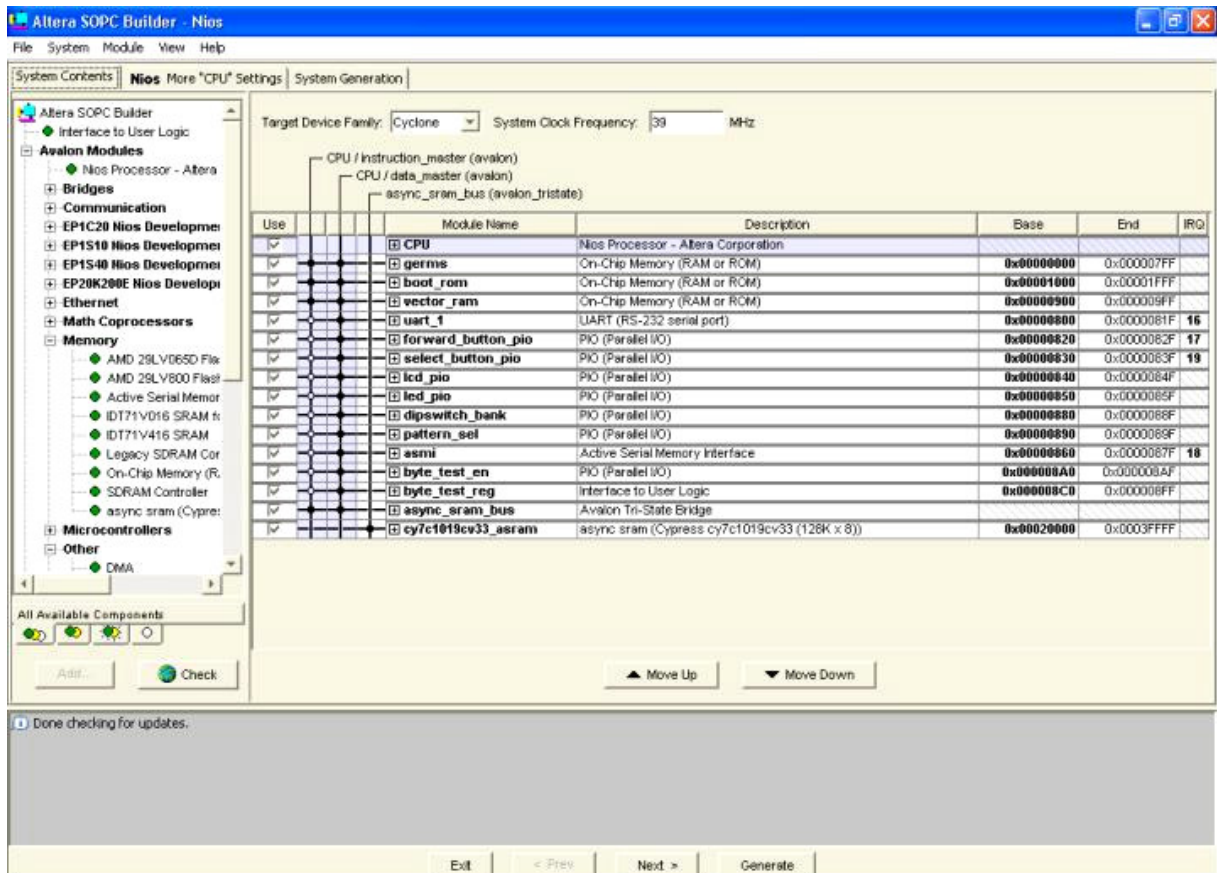 Altera SOPC Builder - Nios
File System Module View Help
System Contents Nios More "CPU" Settings System Generation
Altera SOPC Builder
Interface to User Logic
Avalon Modules
Nios Processor - Altera
Bridges
Communication
EP1C20 Nios Developmei
EP1S10 Nios Developmei
EP1S40 Nios Developmei
EP20K200E Nios Developi
Ethernet
Math Coprocessors
Memory
AMD 29LV065D Fla
AMD 29LV800 Flash
Active Serial Memor
IDT71V016 SRAM fo
IDT71V416 SRAM
Legacy SDRAM Cor
On-Chip Memory (R
SDRAM Controller
async sram (Cypre:
Microcontrollers
Other
DMA
All Available Components
Add... Check
Target Device Family: Cyclone System Clock Frequency: 39 MHz
CPU / instruction_master (avalon)
CPU / data_master (avalon)
async_sram_bus (avalon_tristate)
Use Module Name Description Base End IRQ
CPU Nios Processor - Altera Corporation
germs On-Chip Memory (RAM or ROM) 0x00000000 0x000007FF
boot_rom On-Chip Memory (RAM or ROM) 0x00001000 0x00001FFF
vector_ram On-Chip Memory (RAM or ROM) 0x00000900 0x000009FF
uart_1 UART (RS-232 serial port) 0x00000800 0x0000081F 16
forward_button_pio PIO (Parallel I/O) 0x00000820 0x0000082F 17
select_button_pio PIO (Parallel I/O) 0x00000830 0x0000083F 19
lcd_pio PIO (Parallel I/O) 0x00000840 0x0000084F
led_pio PIO (Parallel I/O) 0x00000850 0x0000085F
dipswitch_bank PIO (Parallel I/O) 0x00000880 0x0000088F
pattern_sel PIO (Parallel I/O) 0x00000890 0x0000089F
asmi Active Serial Memory Interface 0x00000860 0x0000087F 18
byte_test_en PIO (Parallel I/O) 0x000008A0 0x000008AF
byte_test_reg Interface to User Logic 0x000008C0 0x000008FF
async_sram_bus Avalon Tri-State Bridge
cy7c1019cv33_asram async sram (Cypress cy7c1019cv33 (128K x 8)) 0x00020000 0x0003FFFF
Move Up Move Down
Done checking for updates.
Exit < Prev Next > Generate